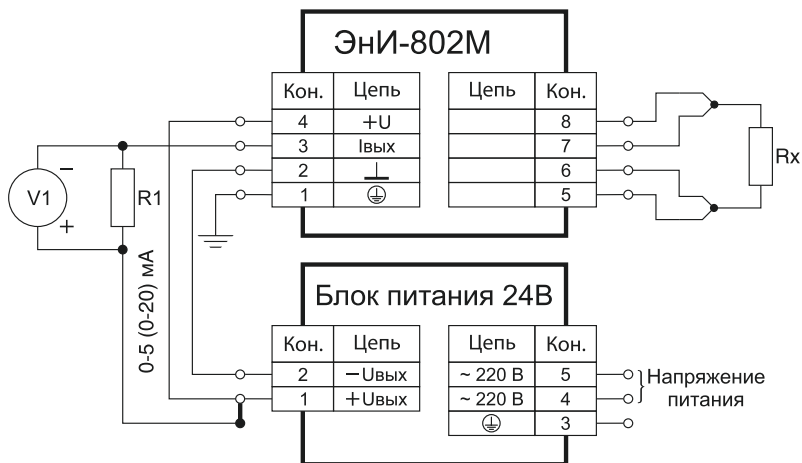 ЭнИ-802М
Кон. Цепь Цепь Кон.
4 +U 8
3 Iвых 7
2 6
1 5
V1 R1 Rx
− +
0-5 (0-20) мА
Блок питания 24В
Кон. Цепь Цепь Кон.
2 −Uвых ~ 220 В 5
1 +Uвых ~ 220 В 4
3
Напряжение
питания